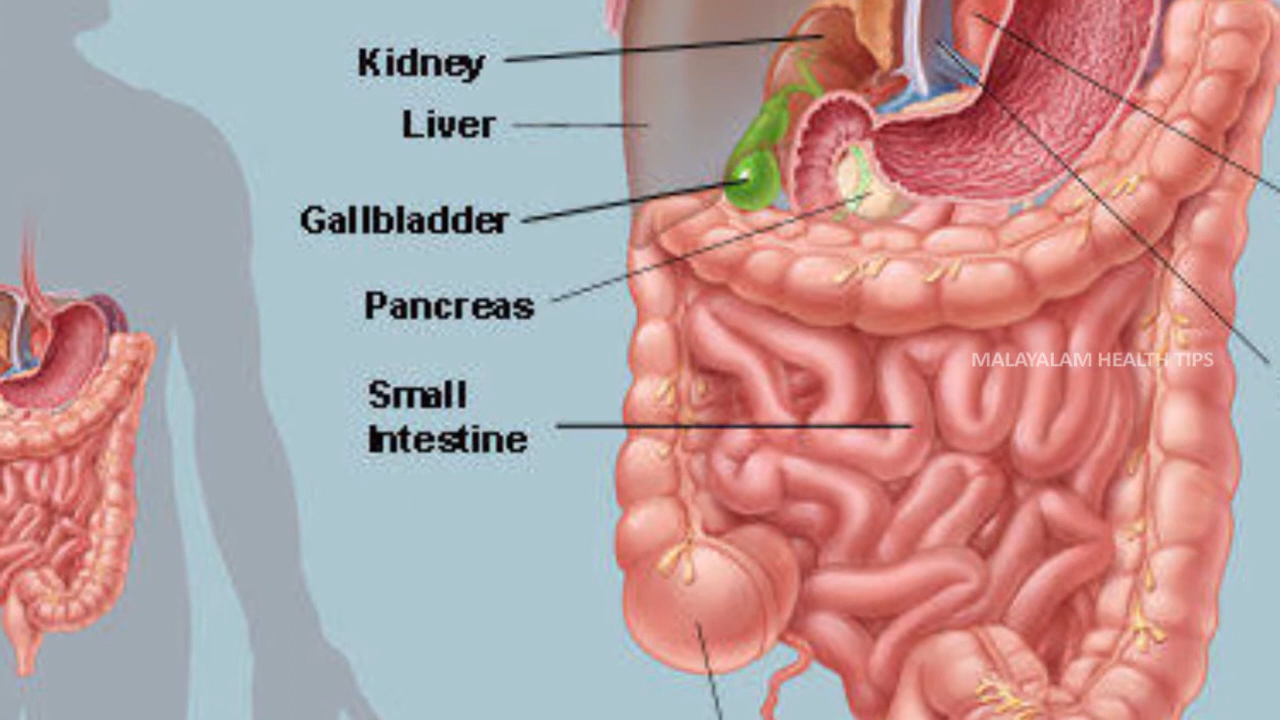 Kidney
Liver
Gallbladder
Pancreas
MALAYALAM HEALTH TIPS
Small
Intestine